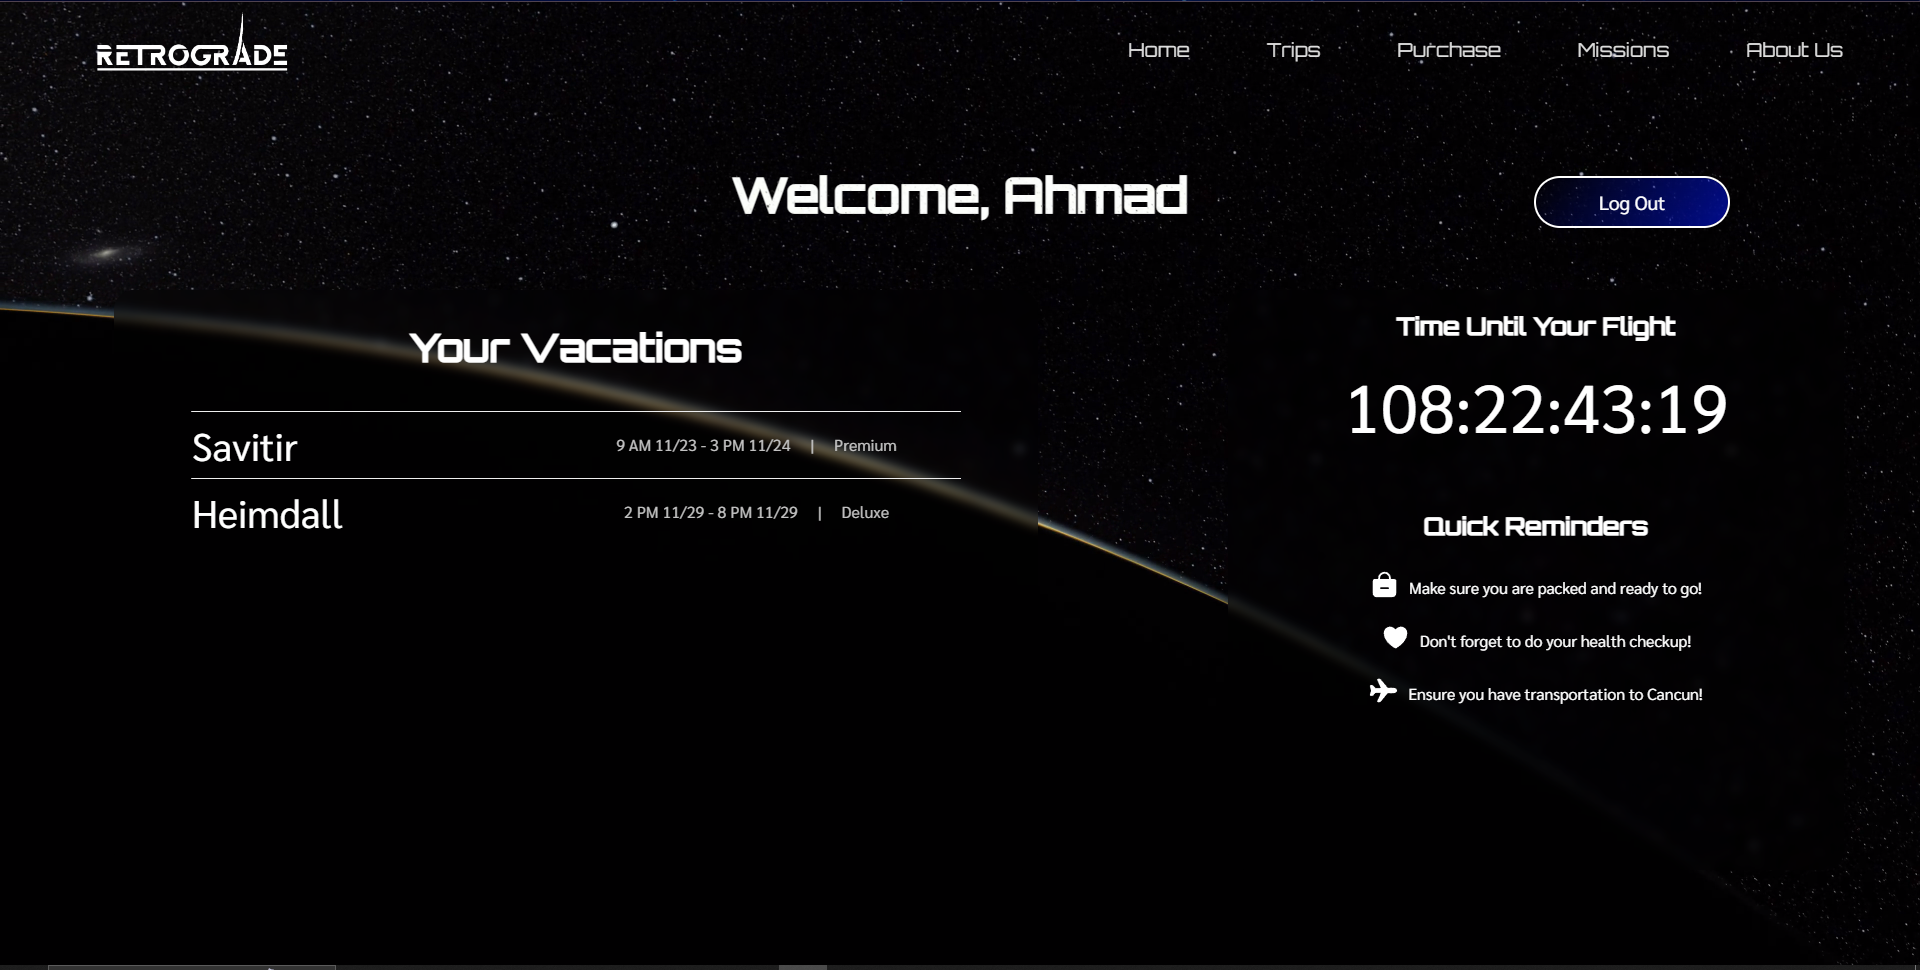 RETROGRADE
Home Trips Purchase Missions About Us
Welcome, Ahmad
Log Out
Your Vacations
Savitir 9 AM 11/23 - 3 PM 11/24 | Premium
Heimdall 2 PM 11/29 - 8 PM 11/29 | Deluxe
Time Until Your Flight
108:22:43:19
Quick Reminders
Make sure you are packed and ready to go!
Don't forget to do your health checkup!
Ensure you have transportation to Cancun!